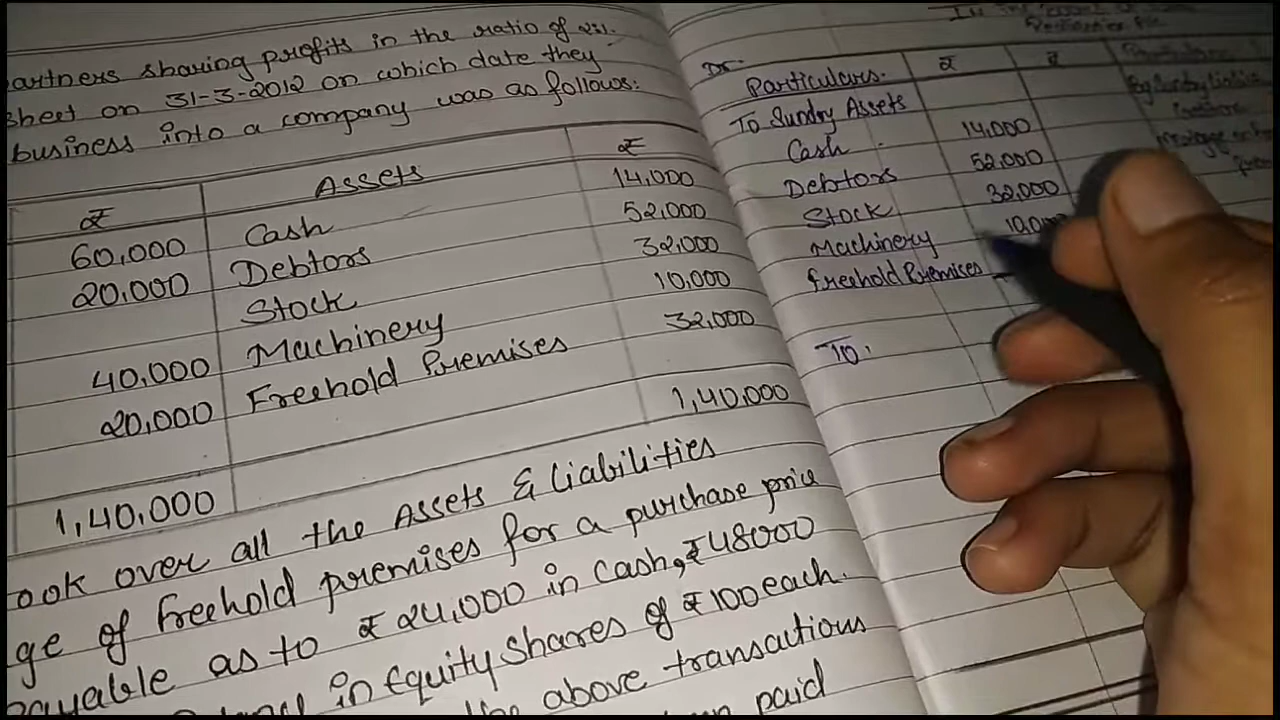 artners sharing profits in the ratio of 2:1.
sheet on 31-3-2012 on which date they
business into a company was as follows:
₹ Assets ₹
60,000 Cash 14,000
20,000 Debtors 52,000
Stock 32,000
40,000 Machinery 10,000
20,000 Freehold Premises 32,000
1,40,000 1,40,000
ook over all the Assets & liabilities
ge of freehold premises for a purchase price
payable as to ₹ 24,000 in cash, ₹ 48000
in Equity Shares of ₹ 100 each.
the above transactions
paid
Dr.
Particulars. ₹ ₹
To Sundry Assets
Cash 14,000
Debtors 52,000
Stock 32,000
Machinery
freehold Premises
To.